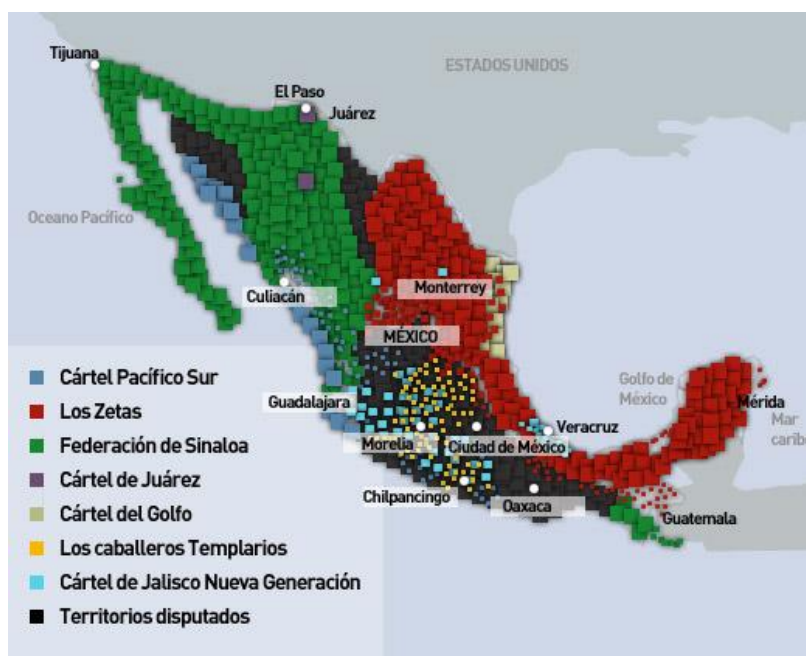 Tijuana
ESTADOS UNIDOS
El Paso
Juárez
Oceano Pacífico
Culiacán
Monterrey
MÉXICO
Golfo de
México
Mérida
Mar
carib
Guadalajara
Morelia
Ciudad de México
Veracruz
Chilpancingo
Oaxaca
Guatemala
Cártel Pacífico Sur
Los Zetas
Federación de Sinaloa
Cártel de Juárez
Cártel del Golfo
Los caballeros Templarios
Cártel de Jalisco Nueva Generación
Territorios disputados